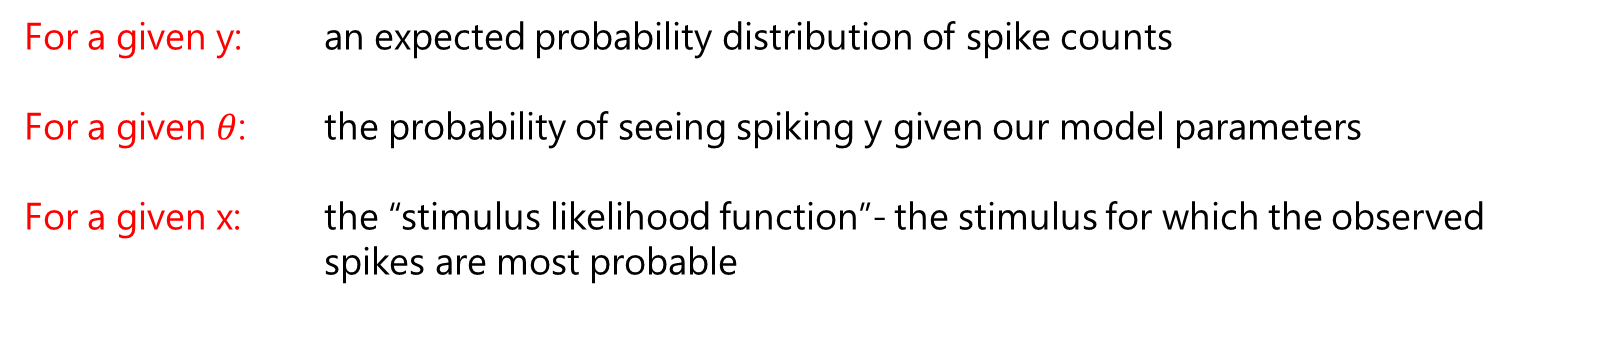 For a given y: an expected probability distribution of spike counts
For a given 𝜃: the probability of seeing spiking y given our model parameters
For a given x: the “stimulus likelihood function”- the stimulus for which the observed
spikes are most probable